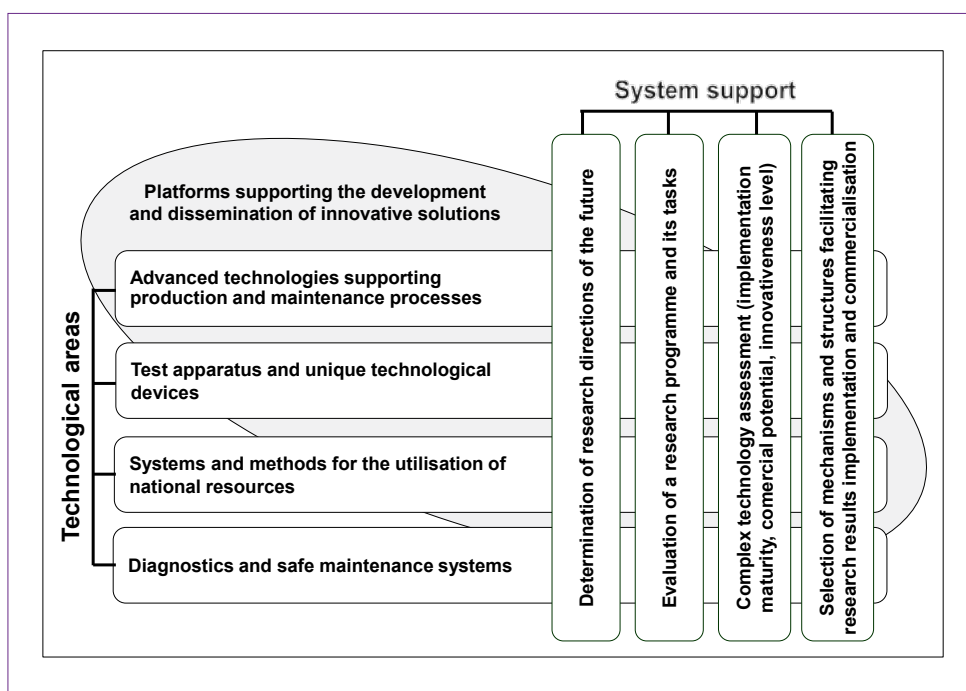 System support
Platforms supporting the development
and dissemination of innovative solutions
Technological areas
Advanced technologies supporting
production and maintenance processes
Test apparatus and unique technological
devices
Systems and methods for the utilisation of
national resources
Diagnostics and safe maintenance systems
Determination of research directions of the future
Evaluation of a research programme and its tasks
Complex technology assessment (implementation
maturity, comercial potential, innovativeness level)
Selection of mechanisms and structures facilitating
research results implementation and commercialisation